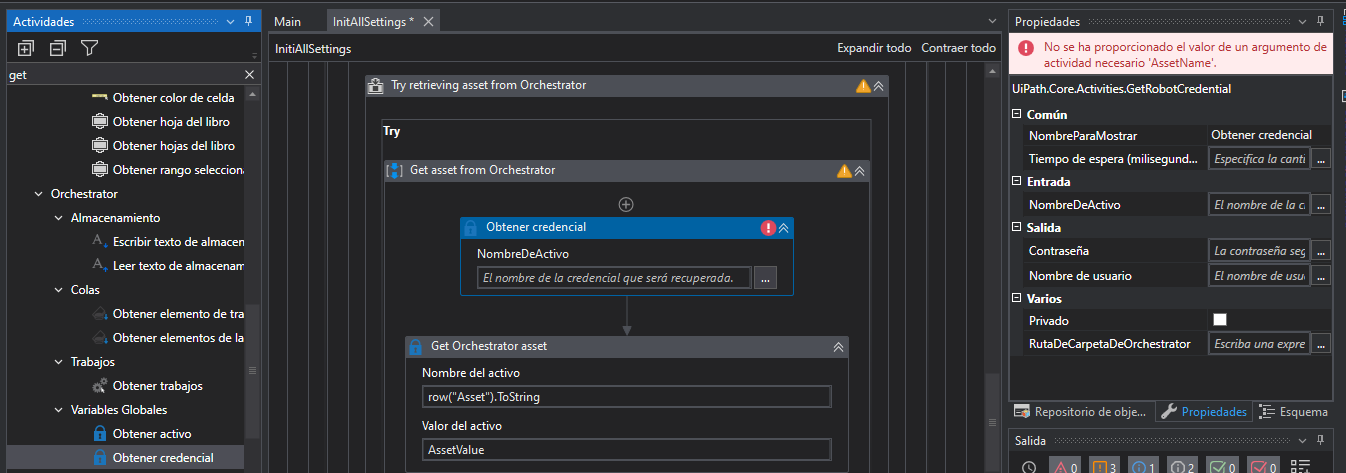 Actividades
get
Obtener color de celda
Obtener hoja del libro
Obtener hojas del libro
Obtener rango selecciona
Orchestrator
Almacenamiento
Escribir texto de almacen
Leer texto de almacenam
Colas
Obtener elemento de tra
Obtener elementos de la
Trabajos
Obtener trabajos
Variables Globales
Obtener activo
Obtener credencial
Main
InitAllSettings *
InitiAllSettings
Expandir todo
Contraer todo
Try retrieving asset from Orchestrator
Try
Get asset from Orchestrator
Obtener credencial
NombreDeActivo
El nombre de la credencial que será recuperada.
...
Get Orchestrator asset
Nombre del activo
row("Asset").ToString
Valor del activo
AssetValue
Propiedades
No se ha proporcionado el valor de un argumento de
actividad necesario 'AssetName'.
UiPath.Core.Activities.GetRobotCredential
Común
NombreParaMostrar Obtener credencial
Tiempo de espera (milisegund... Especifica la canti ...
Entrada
NombreDeActivo El nombre de la c ...
Salida
Contraseña La contraseña seg ...
Nombre de usuario El nombre de usu ...
Varios
Privado
RutaDeCarpetaDeOrchestrator Escriba una expre ...
Repositorio de obje...
Propiedades
Esquema
Salida
0 3 1 2 0 0